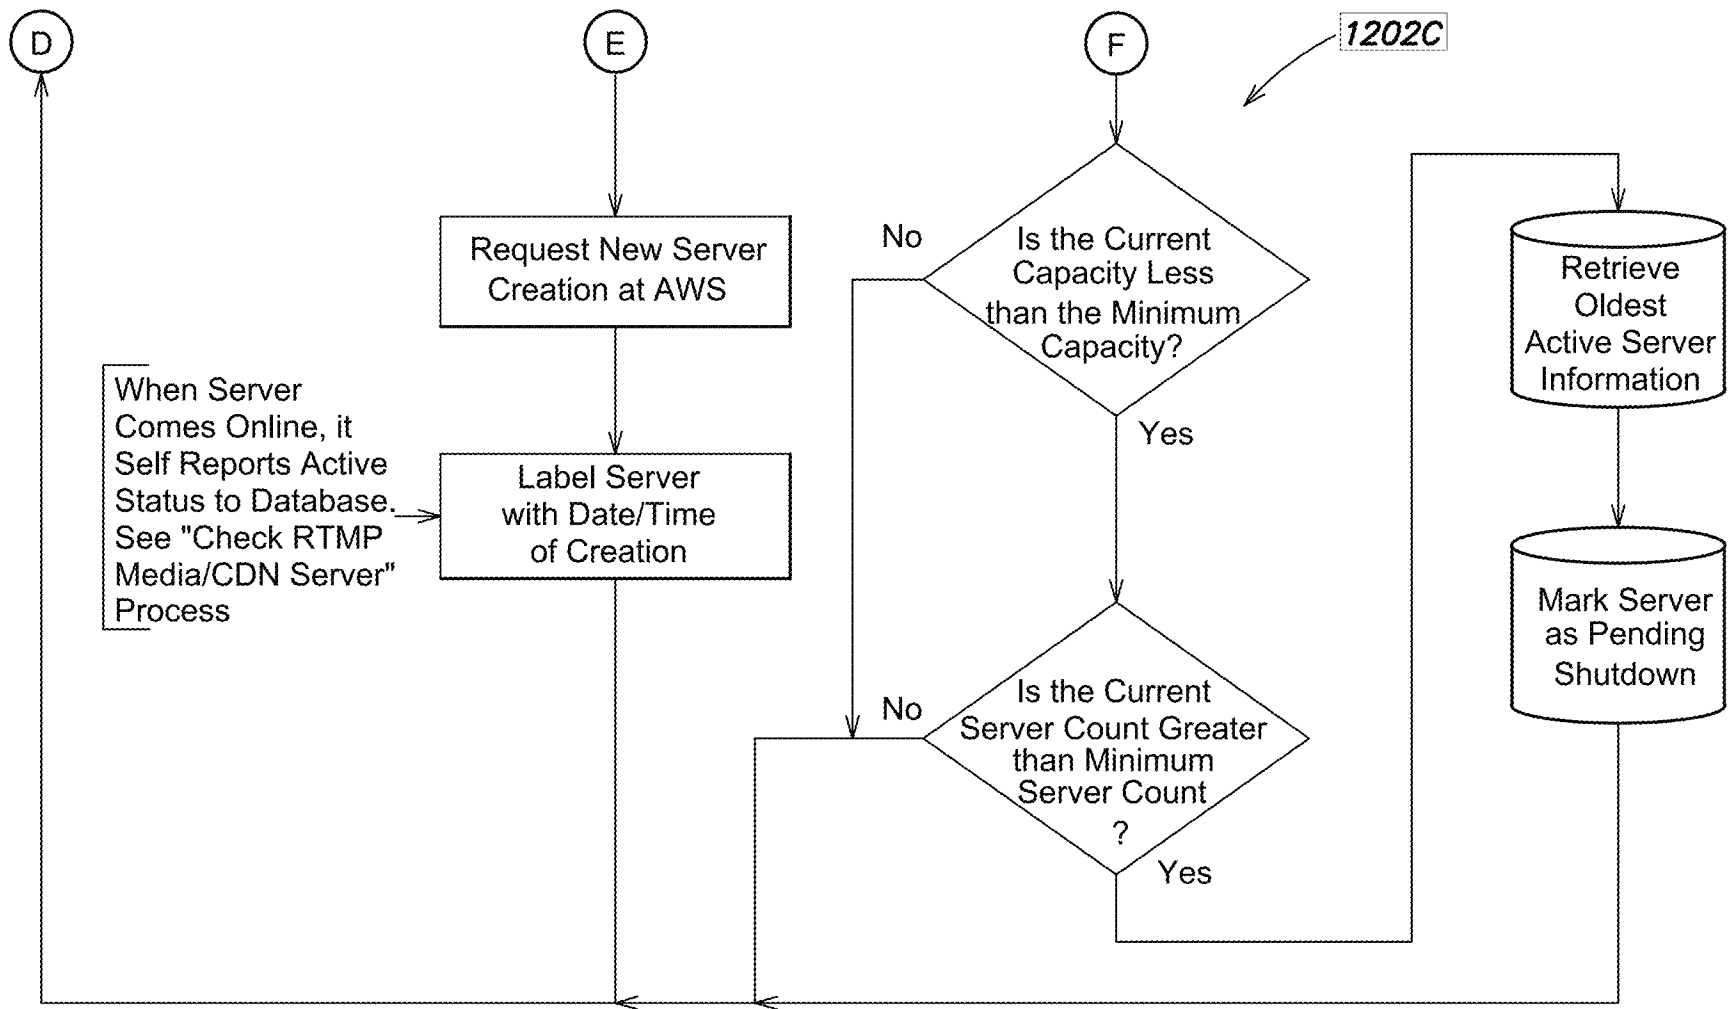 D
E
F
1202C
Request New Server
Creation at AWS
When Server
Comes Online, it
Self Reports Active
Status to Database.
See "Check RTMP
Media/CDN Server"
Process
Label Server
with Date/Time
of Creation
No
Is the Current
Capacity Less
than the Minimum
Capacity?
Yes
No
Is the Current
Server Count Greater
than Minimum
Server Count
?
Yes
Retrieve
Oldest
Active Server
Information
Mark Server
as Pending
Shutdown